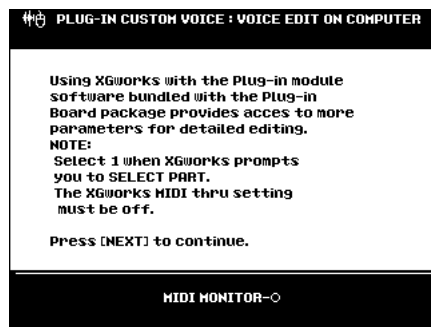 PLUG-IN CUSTOM VOICE : VOICE EDIT ON COMPUTER
Using XGworks with the Plug-in module
software bundled with the Plug-in
Board package provides acces to more
parameters for detailed editing.
NOTE:
Select 1 when XGworks prompts
you to SELECT PART.
The XGworks MIDI thru setting
must be off.
Press [NEXT] to continue.
MIDI MONITOR-○